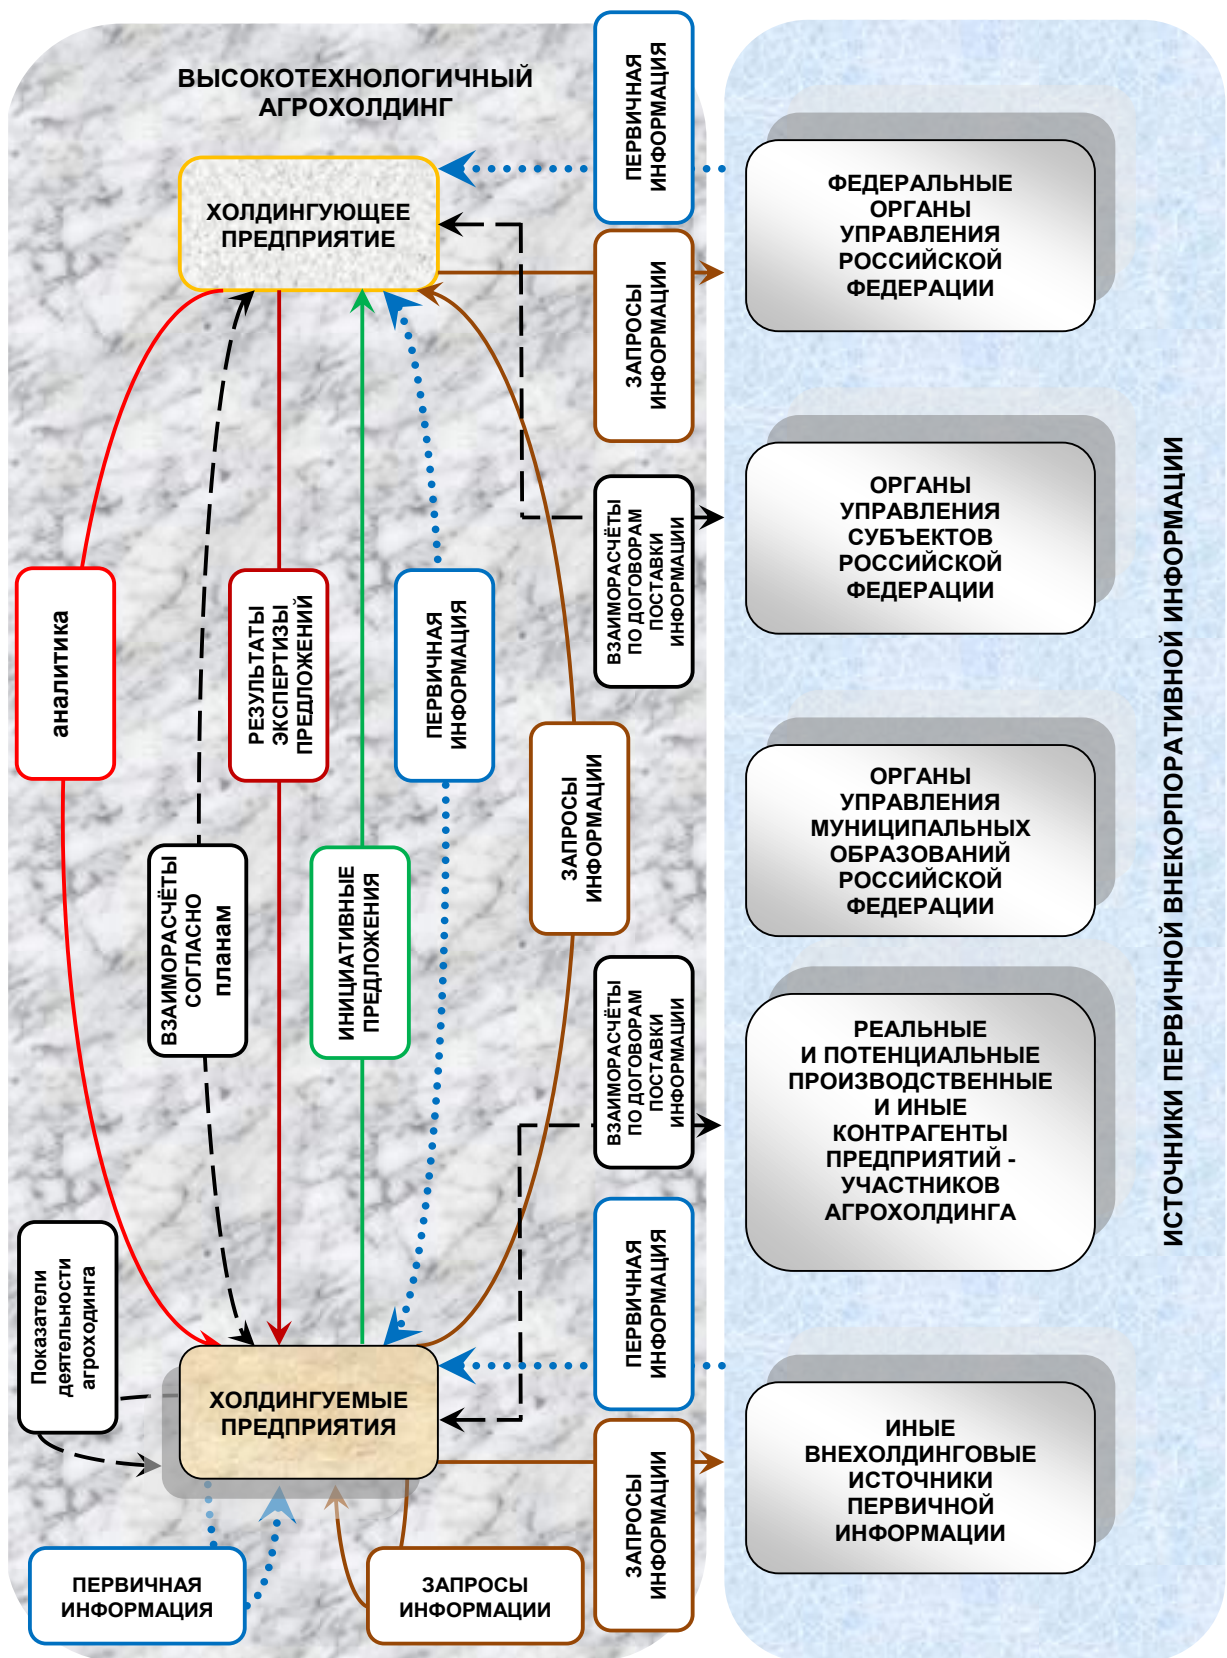 ВЫСОКОТЕХНОЛОГИЧНЫЙ
АГРОХОЛДИНГ
ХОЛДИНГУЮЩЕЕ
ПРЕДПРИЯТИЕ
ПЕРВИЧНАЯ
ИНФОРМАЦИЯ
ЗАПРОСЫ
ИНФОРМАЦИИ
ВЗАИМОРАСЧЁТЫ
ПО ДОГОВОРАМ
ПОСТАВКИ
ИНФОРМАЦИИ
аналитика
ВЗАИМОРАСЧЁТЫ
СОГЛАСНО
планам
РЕЗУЛЬТАТЫ
ЭКСПЕРТИЗЫ
ПРЕДЛОЖЕНИЙ
ИНИЦИАТИВНЫЕ
ПРЕДЛОЖЕНИЯ
ПЕРВИЧНАЯ
ИНФОРМАЦИЯ
ЗАПРОСЫ
ИНФОРМАЦИИ
ВЗАИМОРАСЧЁТЫ
ПО ДОГОВОРАМ
ПОСТАВКИ
ИНФОРМАЦИИ
ПЕРВИЧНАЯ
ИНФОРМАЦИЯ
ЗАПРОСЫ
ИНФОРМАЦИИ
Показатели
деятельности
агроходинга
ХОЛДИНГУЕМЫЕ
ПРЕДПРИЯТИЯ
ПЕРВИЧНАЯ
ИНФОРМАЦИЯ
ЗАПРОСЫ
ИНФОРМАЦИИ
ФЕДЕРАЛЬНЫЕ
ОРГАНЫ
УПРАВЛЕНИЯ
РОССИЙСКОЙ
ФЕДЕРАЦИИ
ОРГАНЫ
УПРАВЛЕНИЯ
СУБЪЕКТОВ
РОССИЙСКОЙ
ФЕДЕРАЦИИ
ОРГАНЫ
УПРАВЛЕНИЯ
МУНИЦИПАЛЬНЫХ
ОБРАЗОВАНИЙ
РОССИЙСКОЙ
ФЕДЕРАЦИИ
РЕАЛЬНЫЕ
И ПОТЕНЦИАЛЬНЫЕ
ПРОИЗВОДСТВЕННЫЕ
И ИНЫЕ
КОНТРАГЕНТЫ
ПРЕДПРИЯТИЙ -
УЧАСТНИКОВ
АГРОХОЛДИНГА
ИНЫЕ
ВНЕХОЛДИНГОВЫЕ
ИСТОЧНИКИ
ПЕРВИЧНОЙ
ИНФОРМАЦИИ
ИСТОЧНИКИ ПЕРВИЧНОЙ ВНЕКОРПОРАТИВНОЙ ИНФОРМАЦИИ